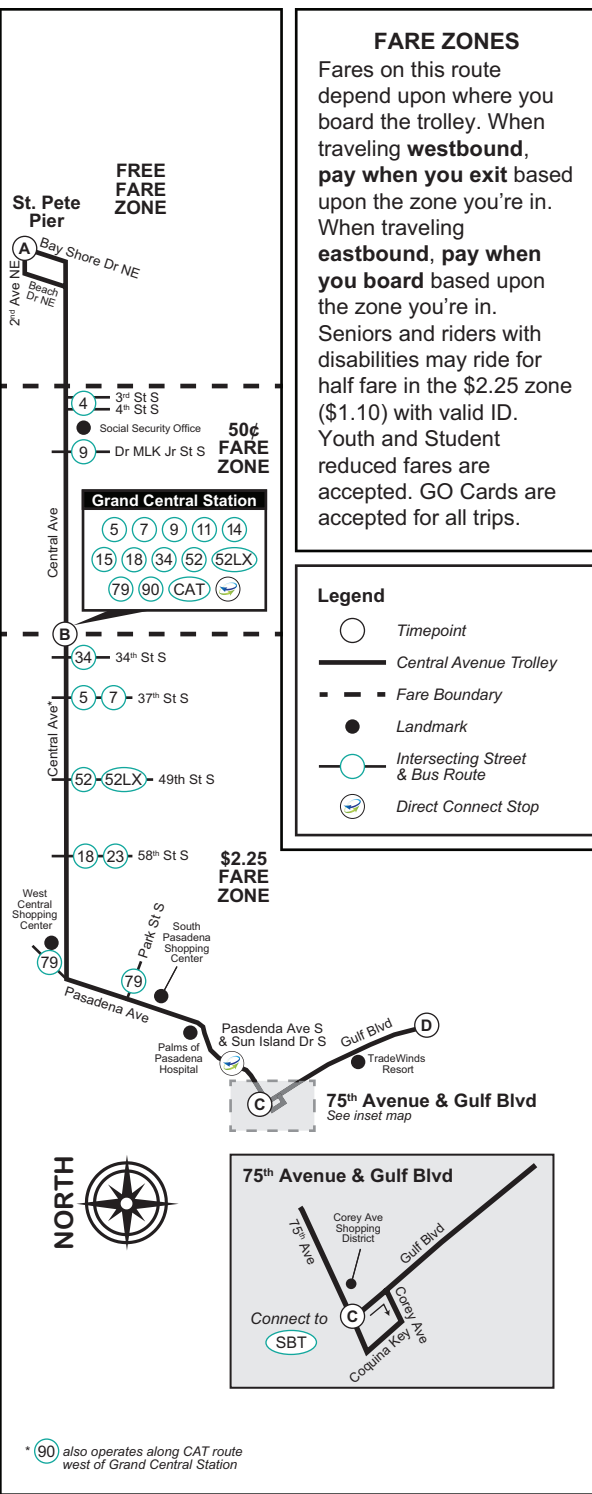 FARE ZONES
Fares on this route
depend upon where you
board the trolley. When
traveling westbound,
pay when you exit based
upon the zone you're in.
When traveling
eastbound, pay when
you board based upon
the zone you're in.
Seniors and riders with
disabilities may ride for
half fare in the $2.25 zone
($1.10) with valid ID.
Youth and Student
reduced fares are
accepted. GO Cards are
accepted for all trips.
Legend
Timepoint
Central Avenue Trolley
Fare Boundary
Landmark
Intersecting Street
& Bus Route
Direct Connect Stop
FREE
FARE
ZONE
St. Pete
Pier
A
Bay Shore Dr NE
Beach
Dr NE
2nd Ave NE
4
3rd St S
4th St S
Social Security Office
50¢
FARE
ZONE
9 Dr MLK Jr St S
Central Ave
Grand Central Station
5 7 9 11 14
15 18 34 52 52LX
79 90 CAT
B
34 34th St S
5 7 37th St S
Central Ave*
52 52LX 49th St S
18 23 58th St S
$2.25
FARE
ZONE
West
Central
Shopping
Center
79
Park St S
79
South
Pasadena
Shopping
Center
Pasadena Ave
Palms of
Pasadena
Hospital
Pasdenda Ave S
& Sun Island Dr S
Gulf Blvd
D
TradeWinds
Resort
C
75th Avenue & Gulf Blvd
See inset map
NORTH
75th Avenue & Gulf Blvd
75th Ave
Corey Ave
Shopping
District
Gulf Blvd
C
Corey Ave
Coquina Key
Connect to
SBT
* 90 also operates along CAT route
west of Grand Central Station